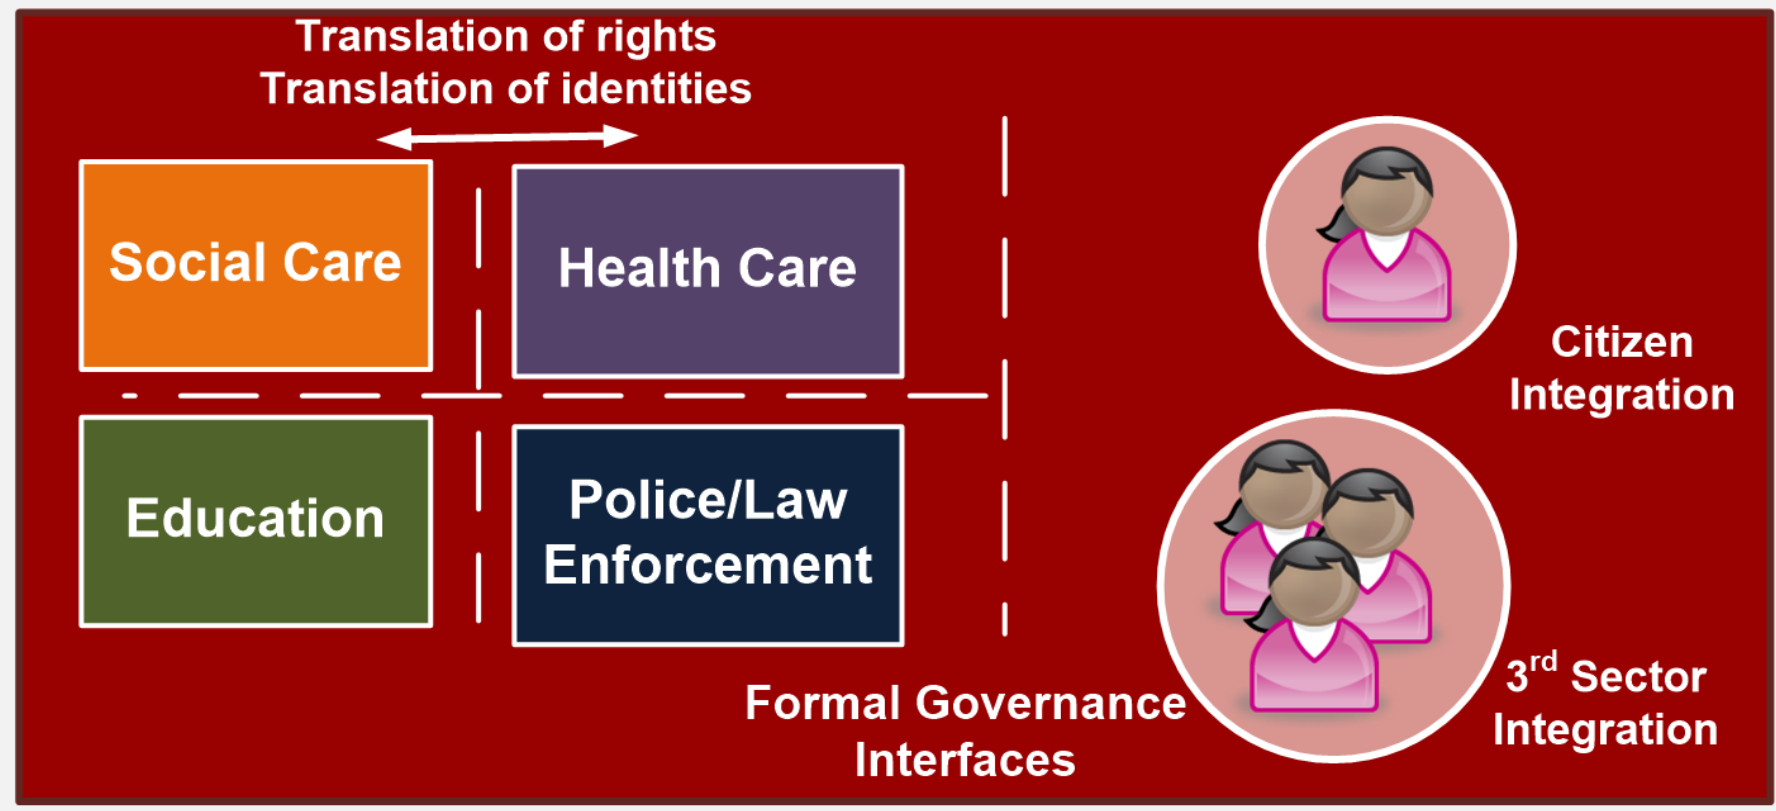 Translation of rights
Translation of identities
Social Care
Health Care
Education
Police/Law
Enforcement
Citizen
Integration
3rd Sector
Integration
Formal Governance
Interfaces